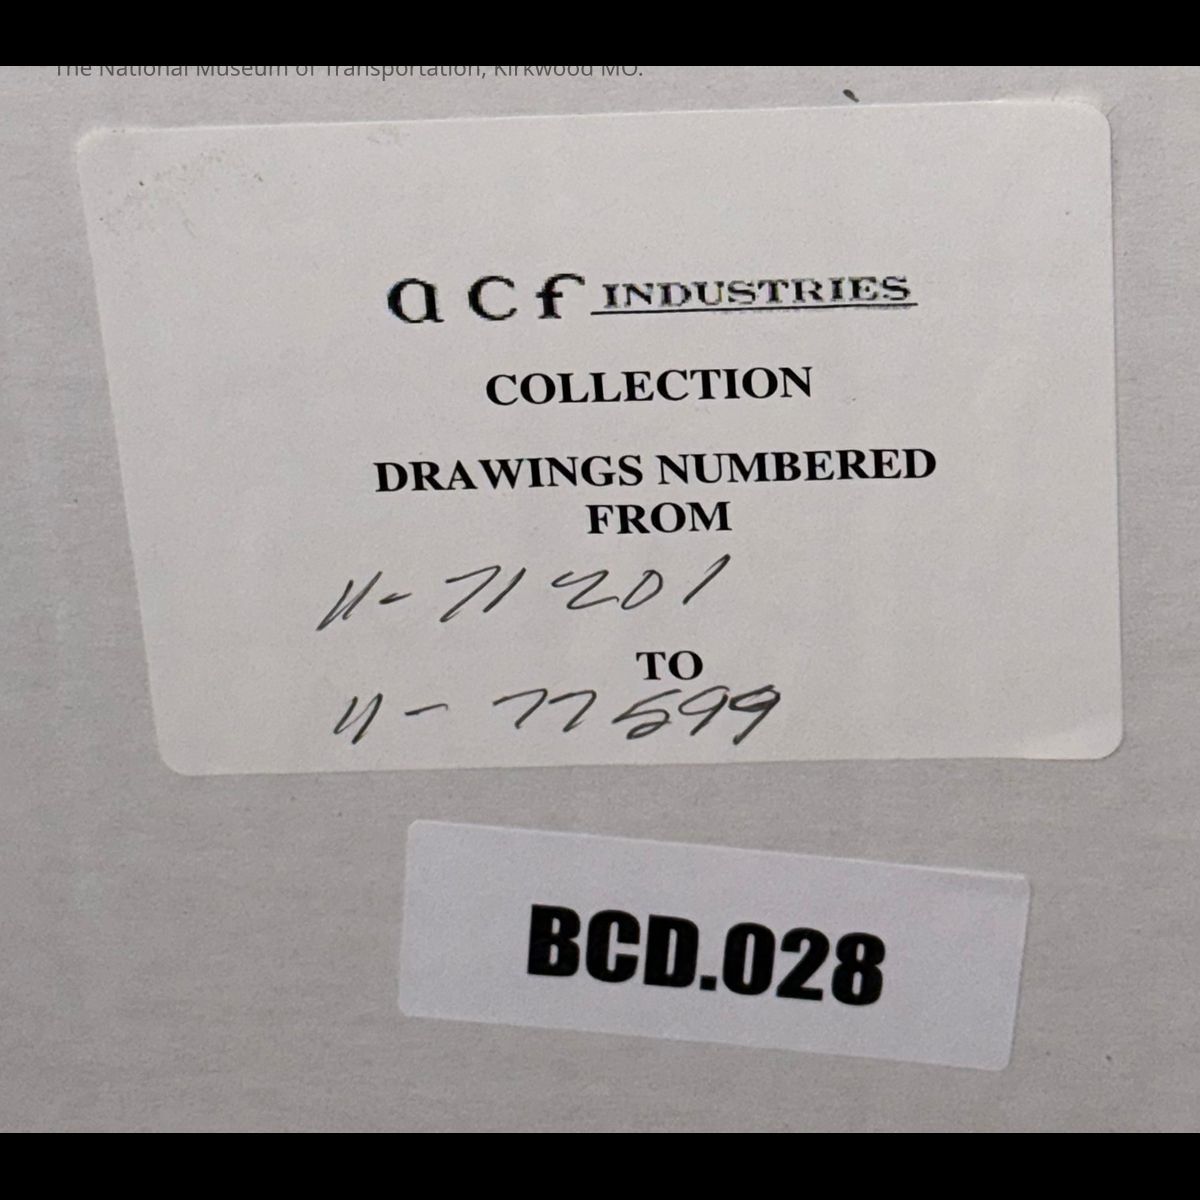 The National Museum of Transportation, Kirkwood MO.
acf INDUSTRIES
COLLECTION
DRAWINGS NUMBERED
FROM
11-71201
TO
11-77599
BCD.028